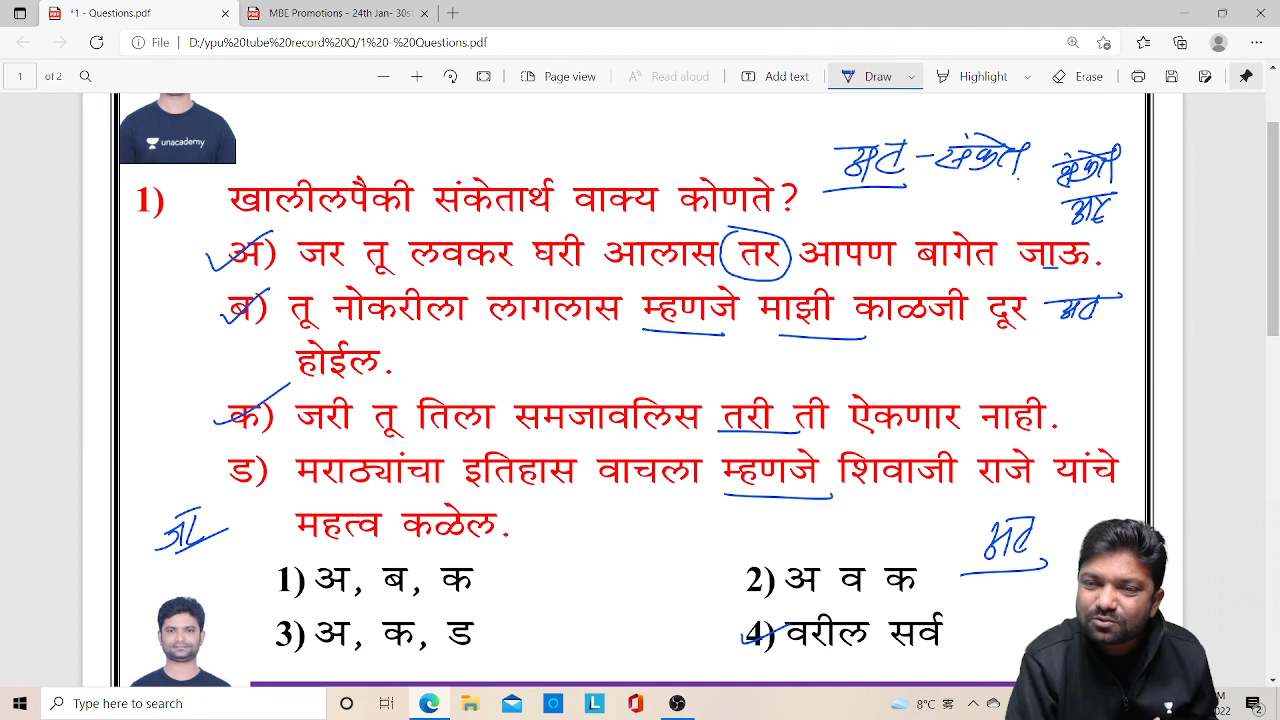 *1 - Questions.pdf
MBE Promotions - 24th Jan- 30st
File D:/ypu%20tube%20record%20Q/1%20-%20Questions.pdf
1 of 2 Page view Read aloud Add text Draw Highlight Erase
unacademy
अट - संकेत
संकेत
अट
1) खालीलपैकी संकेतार्थ वाक्य कोणते?
अ) जर तू लवकर घरी आलास तर आपण बागेत जाऊ.
ब) तू नोकरीला लागलास म्हणजे माझी काळजी दूर अट
होईल.
क) जरी तू तिला समजावलिस तरी ती ऐकणार नाही.
ड) मराठ्यांचा इतिहास वाचला म्हणजे शिवाजी राजे यांचे
महत्व कळेल.
अट
1) अ, ब, क 2) अ व क
3) अ, क, ड 4) वरील सर्व
Type here to search 8°C 2022